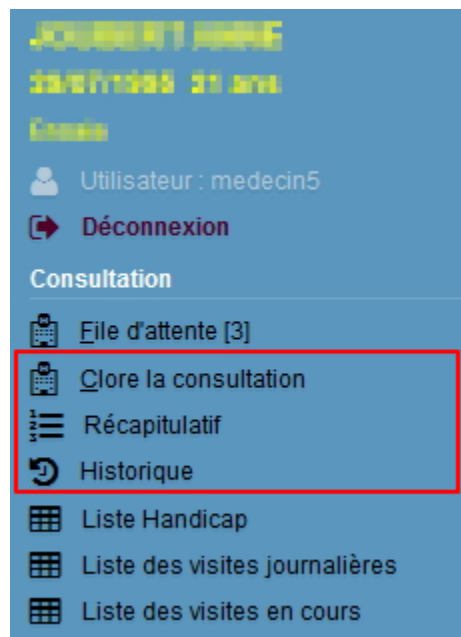 Utilisateur : medecin5
Déconnexion
Consultation
File d'attente [3]
Clore la consultation
Récapitulatif
Historique
Liste Handicap
Liste des visites journalières
Liste des visites en cours